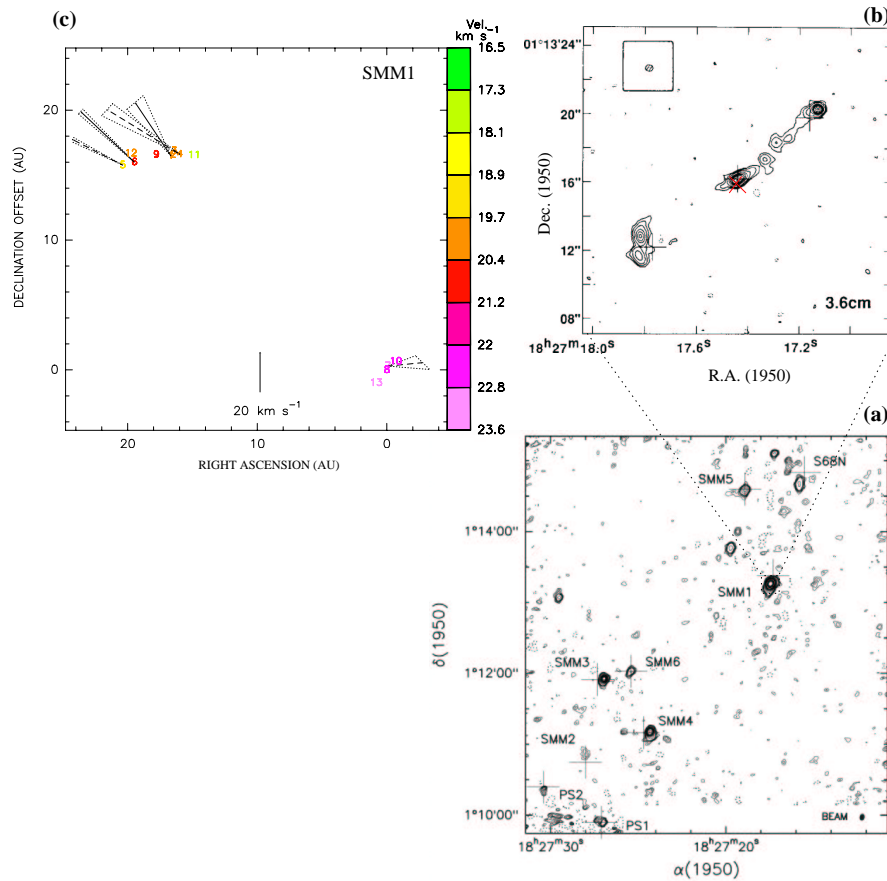 (c)
SMM1
Vel.
km s⁻¹
16.5
17.3
18.1
18.9
19.7
20.4
21.2
22
22.8
23.6
DECLINATION OFFSET (AU)
20
10
0
12
9
11
5
6
10
8
13
20 km s⁻¹
20
10
0
RIGHT ASCENSION (AU)
(b)
01°13'24"
20"
16"
12"
08"
Dec. (1950)
3.6cm
18ʰ27ᵐ18.0ˢ
17.6ˢ
17.2ˢ
R.A. (1950)
(a)
S68N
SMM5
SMM1
SMM3
SMM6
SMM4
SMM2
PS2
PS1
BEAM
1°14'00"
1°12'00"
1°10'00"
δ(1950)
18ʰ27ᵐ30ˢ
18ʰ27ᵐ20ˢ
α(1950)